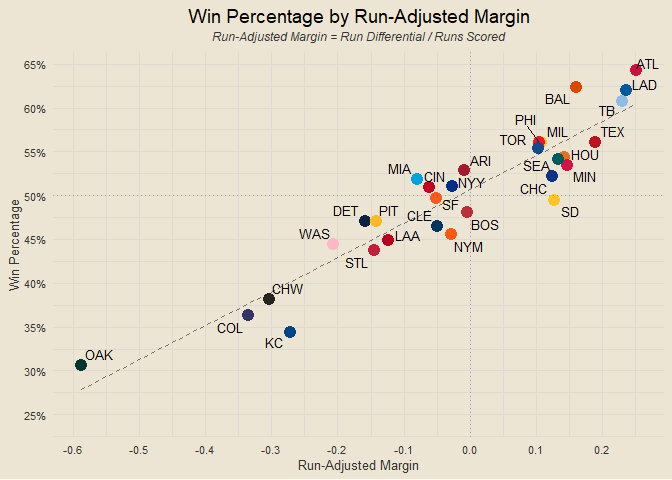 Win Percentage by Run-Adjusted Margin
Run-Adjusted Margin = Run Differential / Runs Scored
65%
60%
55%
50%
45%
40%
35%
30%
25%
Win Percentage
ATL
LAD
BAL
TB
PHI
MIL
TEX
TOR
HOU
SEA
MIN
ARI
MIA
CIN
NYY
CHC
SD
SF
DET
PIT
CLE
BOS
WAS
LAA
NYM
STL
CHW
COL
KC
OAK
-0.6
-0.5
-0.4
-0.3
-0.2
-0.1
0.0
0.1
0.2
Run-Adjusted Margin